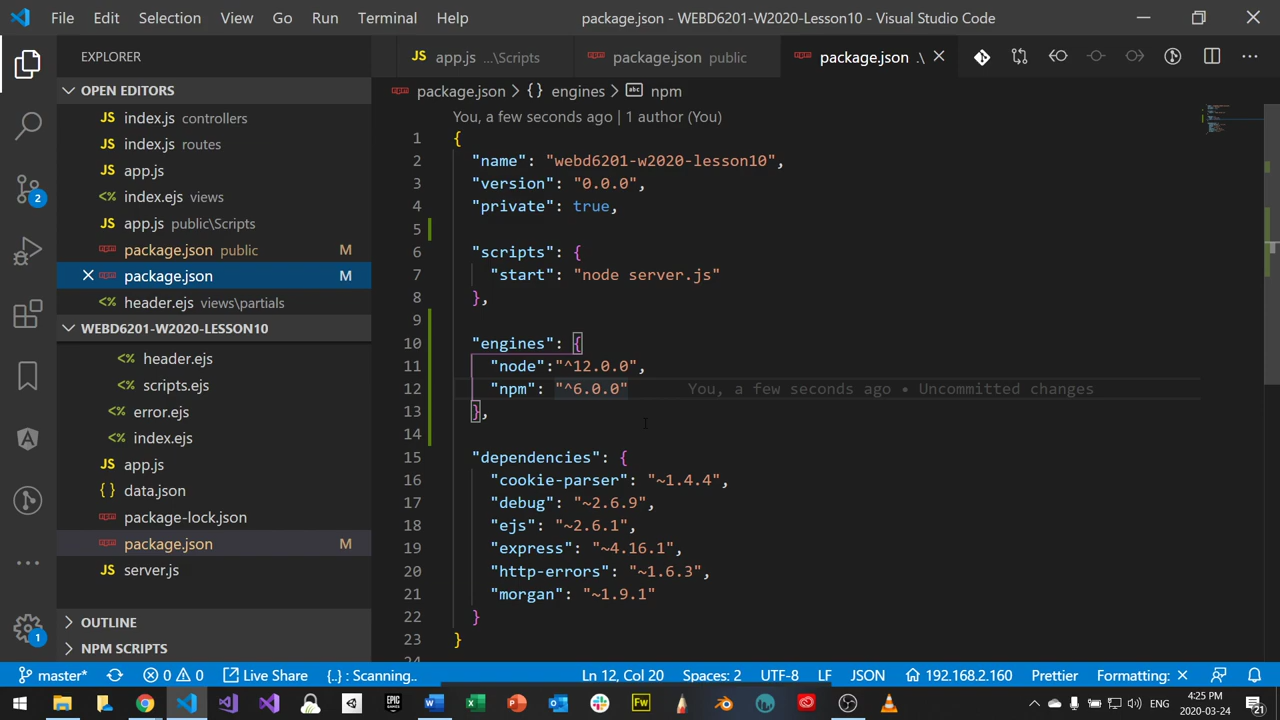 File Edit Selection View Go Run Terminal Help package.json - WEBD6201-W2020-Lesson10 - Visual Studio Code
EXPLORER
OPEN EDITORS
JS index.js controllers
JS index.js routes
JS app.js
<% index.ejs views
JS app.js public\Scripts
package.json public M
package.json M
<% header.ejs views\partials
WEBD6201-W2020-LESSON10
<% header.ejs
<% scripts.ejs
<% error.ejs
<% index.ejs
JS app.js
{} data.json
package-lock.json
package.json M
JS server.js
OUTLINE
NPM SCRIPTS
2
1
JS app.js ...\Scripts package.json public package.json .\
package.json > {} engines > abc npm
You, a few seconds ago | 1 author (You)
1 {
2 "name": "webd6201-w2020-lesson10",
3 "version": "0.0.0",
4 "private": true,
5
6 "scripts": {
7 "start": "node server.js"
8 },
9
10 "engines": {
11 "node":"^12.0.0",
12 "npm": "^6.0.0" You, a few seconds ago • Uncommitted changes
13 },
14
15 "dependencies": {
16 "cookie-parser": "~1.4.4",
17 "debug": "~2.6.9",
18 "ejs": "~2.6.1",
19 "express": "~4.16.1",
20 "http-errors": "~1.6.3",
21 "morgan": "~1.9.1"
22 }
23 }
master* 0 0 Live Share {..} : Scanning.. Ln 12, Col 20 Spaces: 2 UTF-8 LF JSON 192.168.2.160 Prettier Formatting: ×
EPIC GAMES Fw ENG 4:25 PM
2020-03-24 21